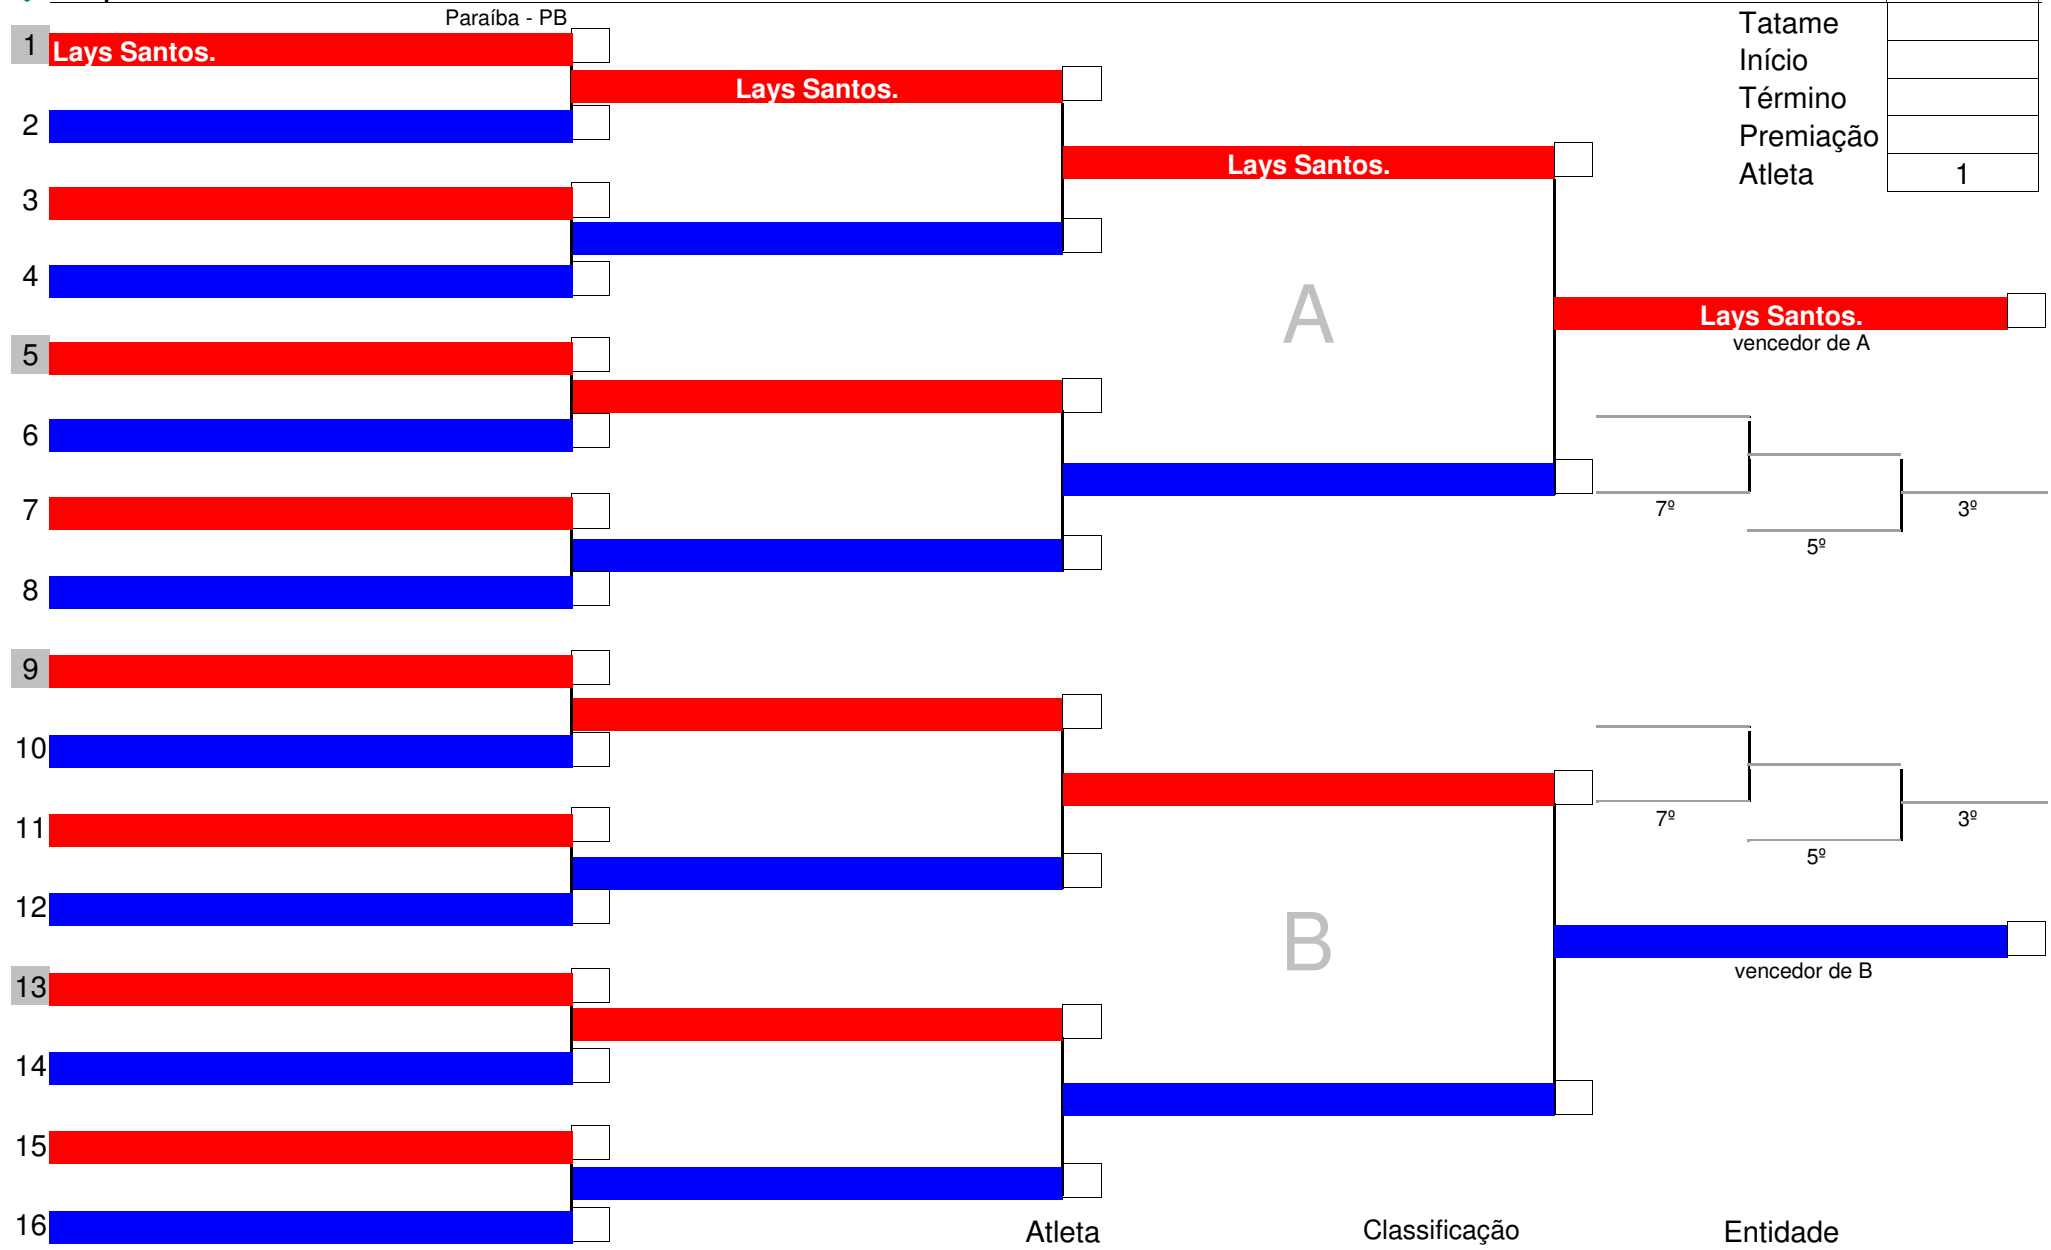 Paraíba - PB
Tatame
1 Lays Santos.
Início
Lays Santos.
Término
2
Premiação
Lays Santos.
Atleta 1
3
4
A
Lays Santos.
vencedor de A
5
6
7 7º 3º
5º
8
9
10
11 7º 3º
5º
12
B
vencedor de B
13
14
15
16 Atleta Classificação Entidade